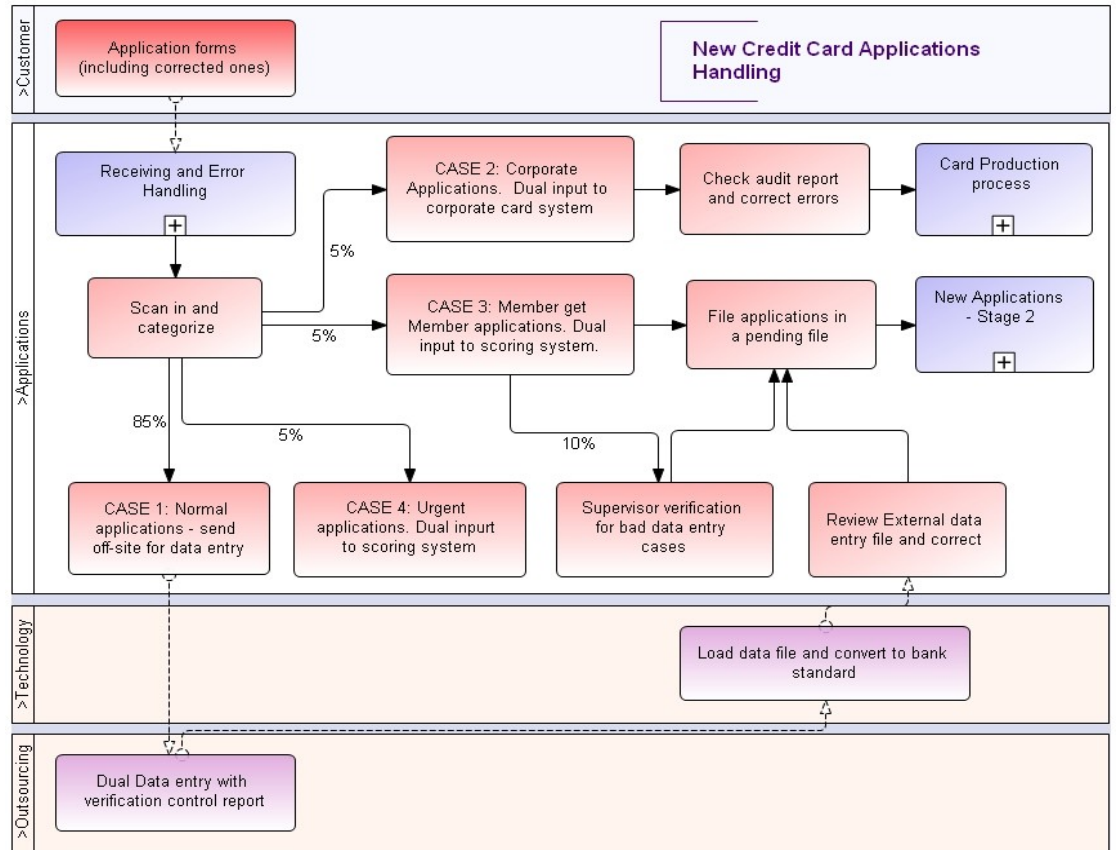 >Customer
Application forms
(including corrected ones)
New Credit Card Applications
Handling
>Applications
Receiving and Error
Handling
CASE 2: Corporate
Applications. Dual input to
corporate card system
Check audit report
and correct errors
Card Production
process
5%
Scan in and
categorize
5%
CASE 3: Member get
Member applications. Dual
input to scoring system.
File applications in
a pending file
New Applications
- Stage 2
85%
5%
10%
CASE 1: Normal
applications - send
off-site for data entry
CASE 4: Urgent
applications. Dual inpurt
to scoring system
Supervisor verification
for bad data entry
cases
Review External data
entry file and correct
>Technology
Load data file and convert to bank
standard
>Outsourcing
Dual Data entry with
verification control report